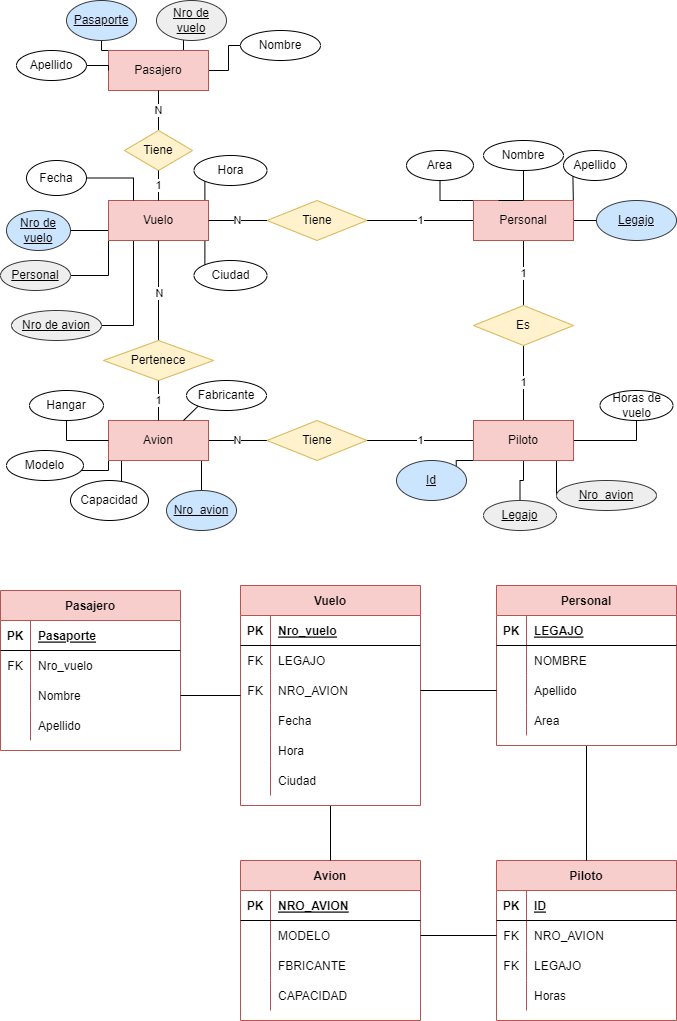 Pasaporte
Nro de
vuelo
Apellido
Pasajero
Nombre
N
Tiene
1
Fecha
Hora
Nro de
vuelo
Vuelo
N
Tiene
1
Personal
Area
Nombre
Apellido
Legajo
Personal
Ciudad
Nro de avion
N
Pertenece
1
1
Es
1
Hangar
Fabricante
Avion
N
Tiene
1
Piloto
Horas de
vuelo
Modelo
Capacidad
Nro_avion
Id
Legajo
Nro_avion
Pasajero
PK Pasaporte
FK Nro_vuelo
Nombre
Apellido
Vuelo
PK Nro_vuelo
FK LEGAJO
FK NRO_AVION
Fecha
Hora
Ciudad
Personal
PK LEGAJO
NOMBRE
Apellido
Area
Avion
PK NRO_AVION
MODELO
FBRICANTE
CAPACIDAD
Piloto
PK ID
FK NRO_AVION
FK LEGAJO
Horas